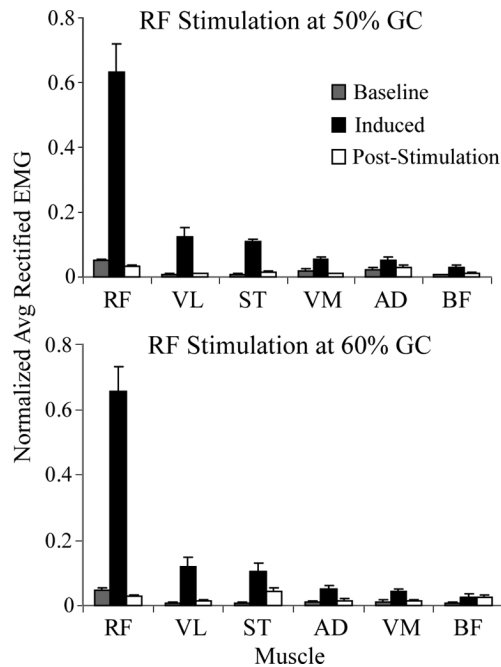 RF Stimulation at 50% GC
0.8
0.6
0.4
0.2
0
Baseline
Induced
Post-Stimulation
RF VL ST VM AD BF
Normalized Avg Rectified EMG
RF Stimulation at 60% GC
0.8
0.6
0.4
0.2
0
RF VL ST AD VM BF
Muscle